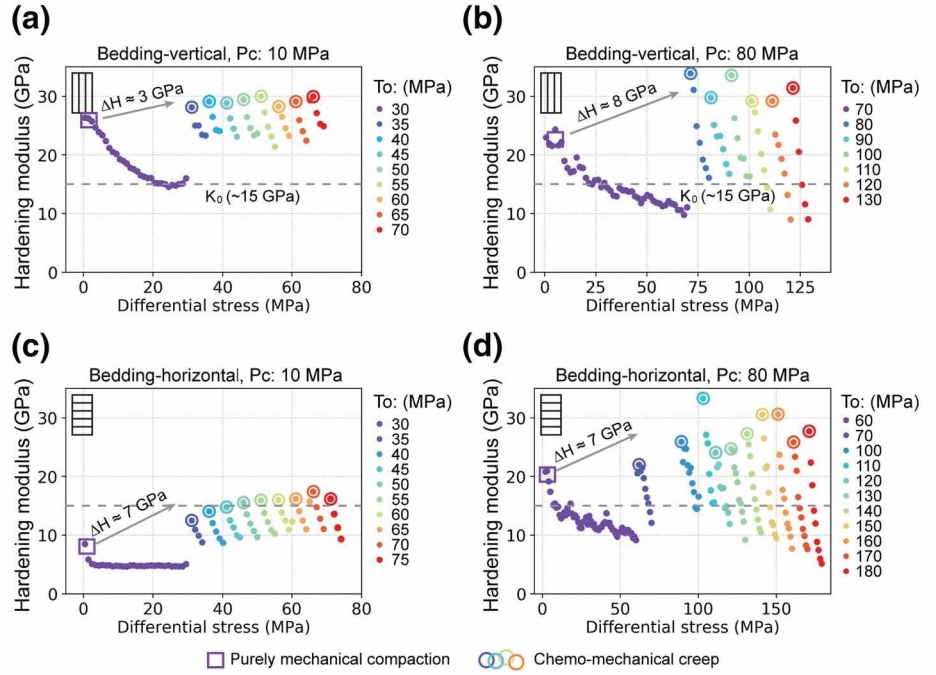 (a)
Bedding-vertical, Pc: 10 MPa
Hardening modulus (GPa)
30
20
10
0
ΔH ≈ 3 GPa
K₀ (~15 GPa)
0 20 40 60 80
Differential stress (MPa)
To: (MPa)
30
35
40
45
50
55
60
65
70
(b)
Bedding-vertical, Pc: 80 MPa
Hardening modulus (GPa)
30
20
10
0
ΔH ≈ 8 GPa
K₀ (~15 GPa)
0 25 50 75 100 125
Differential stress (MPa)
To: (MPa)
70
80
90
100
110
120
130
(c)
Bedding-horizontal, Pc: 10 MPa
Hardening modulus (GPa)
30
20
10
0
ΔH ≈ 7 GPa
0 20 40 60 80
Differential stress (MPa)
To: (MPa)
30
35
40
45
50
55
60
65
70
75
(d)
Bedding-horizontal, Pc: 80 MPa
Hardening modulus (GPa)
30
20
10
0
ΔH ≈ 7 GPa
0 50 100 150
Differential stress (MPa)
To: (MPa)
60
70
100
110
120
130
140
150
160
170
180
Purely mechanical compaction
Chemo-mechanical creep